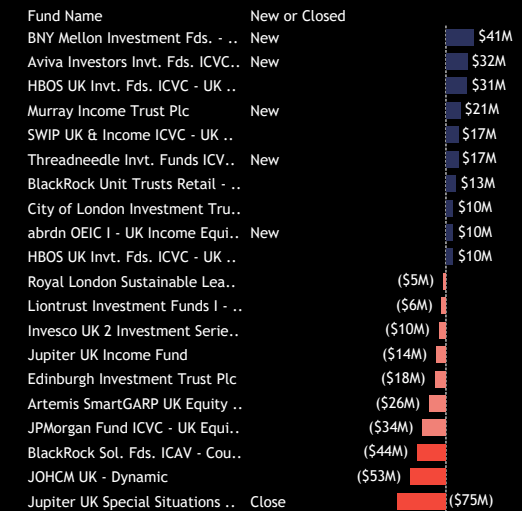 Fund Name New or Closed
BNY Mellon Investment Fds. - .. New $41M
Aviva Investors Invt. Fds. ICVC.. New $32M
HBOS UK Invt. Fds. ICVC - UK .. $31M
Murray Income Trust Plc New $21M
SWIP UK & Income ICVC - UK .. $17M
Threadneedle Invt. Funds ICV.. New $17M
BlackRock Unit Trusts Retail - .. $13M
City of London Investment Tru.. $10M
abrdn OEIC I - UK Income Equi.. New $10M
HBOS UK Invt. Fds. ICVC - UK .. $10M
Royal London Sustainable Lea.. ($5M)
Liontrust Investment Funds I - .. ($6M)
Invesco UK 2 Investment Serie.. ($10M)
Jupiter UK Income Fund ($14M)
Edinburgh Investment Trust Plc ($18M)
Artemis SmartGARP UK Equity .. ($26M)
JPMorgan Fund ICVC - UK Equi.. ($34M)
BlackRock Sol. Fds. ICAV - Cou.. ($44M)
JOHCM UK - Dynamic ($53M)
Jupiter UK Special Situations .. Close ($75M)